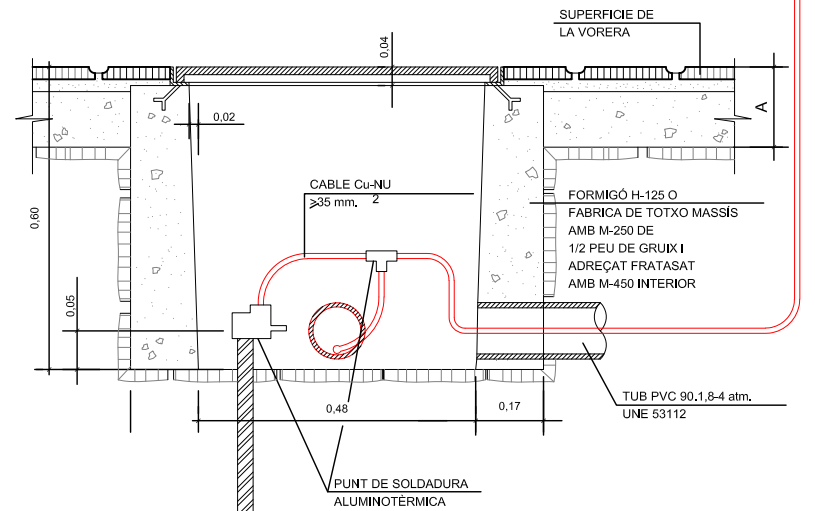 SUPERFICIE DE
LA VORERA
0,04
A
0,02
CABLE Cu-NU
≥35 mm. 2
0,60
FORMIGÓ H-125 O
FABRICA DE TOTXO MASSÍS
AMB M-250 DE
1/2 PEU DE GRUIX I
ADREÇAT FRATASAT
AMB M-450 INTERIOR
0,05
0,48
0,17
TUB PVC 90.1,8-4 atm.
UNE 53112
PUNT DE SOLDADURA
ALUMINOTÈRMICA